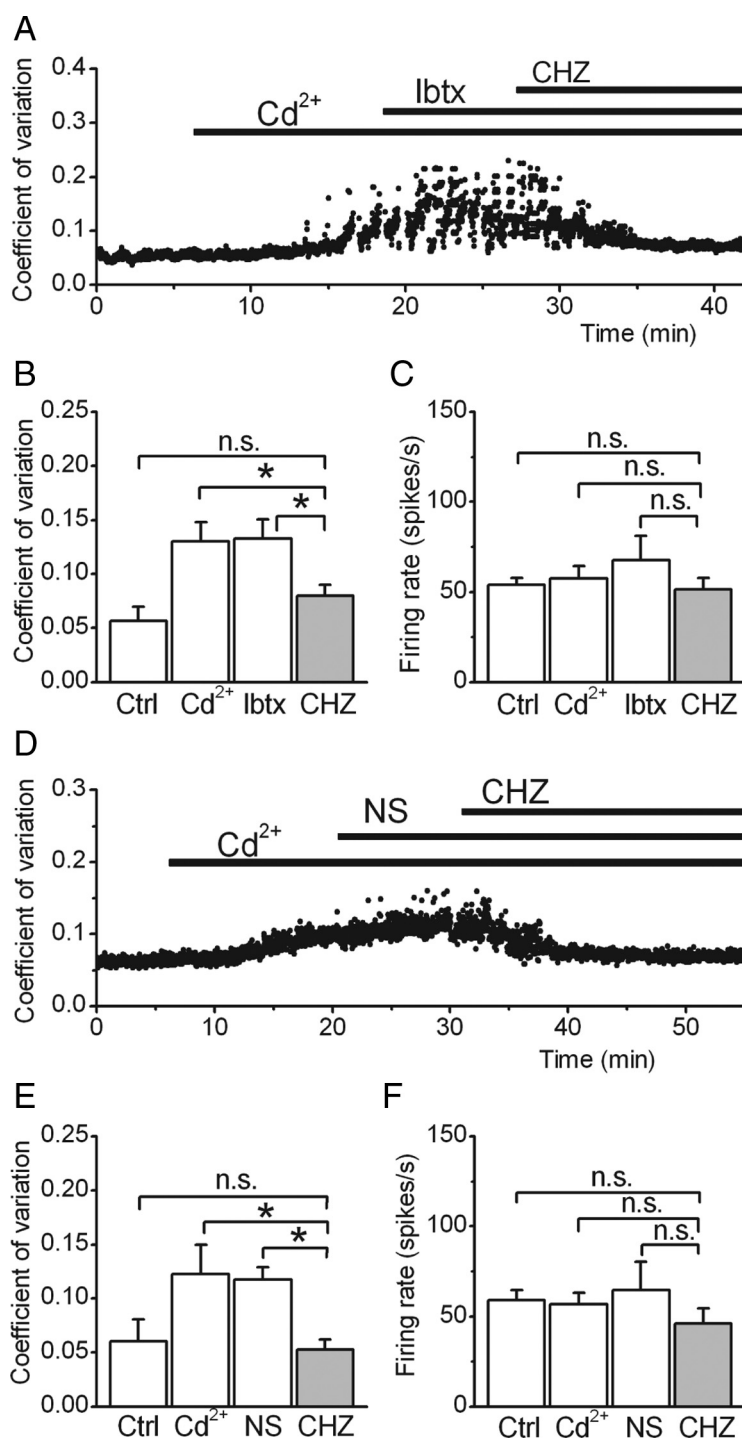 A
Coefficient of variation
0.4
0.3
0.2
0.1
0.0
CHZ
Ibtx
Cd²⁺
0 10 20 30 40
Time (min)
B
Coefficient of variation
0.25
0.20
0.15
0.10
0.05
0.00
n.s.
*
*
Ctrl Cd²⁺ Ibtx CHZ
C
Firing rate (spikes/s)
150
100
50
0
n.s.
n.s.
n.s.
Ctrl Cd²⁺ Ibtx CHZ
D
Coefficient of variation
0.3
0.2
0.1
0.0
CHZ
NS
Cd²⁺
0 10 20 30 40 50
Time (min)
E
Coefficient of variation
0.25
0.20
0.15
0.10
0.05
0.00
n.s.
*
*
Ctrl Cd²⁺ NS CHZ
F
Firing rate (spikes/s)
150
100
50
0
n.s.
n.s.
n.s.
Ctrl Cd²⁺ NS CHZ